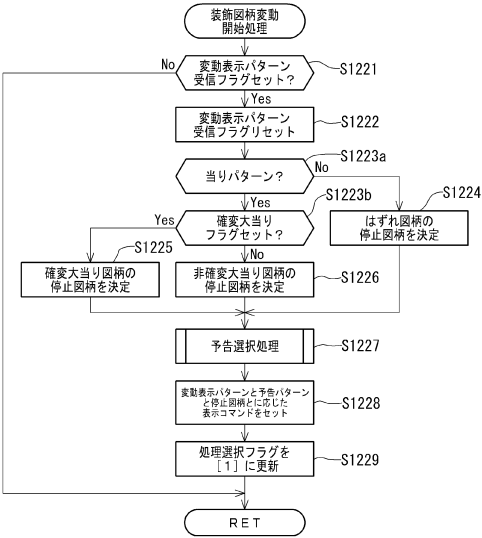 装飾図柄変動
開始処理
No
変動表示パターン
受信フラグセット?
S1221
Yes
変動表示パターン
受信フラグリセット
S1222
S1223a
当りパターン?
No
Yes
S1223b
S1224
Yes
確変大当り
フラグセット?
はずれ図柄の
停止図柄を決定
S1225
No
確変大当り図柄の
停止図柄を決定
非確変大当り図柄の
停止図柄を決定
S1226
予告選択処理
S1227
変動表示パターンと予告パターン
と停止図柄とに応じた
表示コマンドをセット
S1228
処理選択フラグを
[1]に更新
S1229
RET